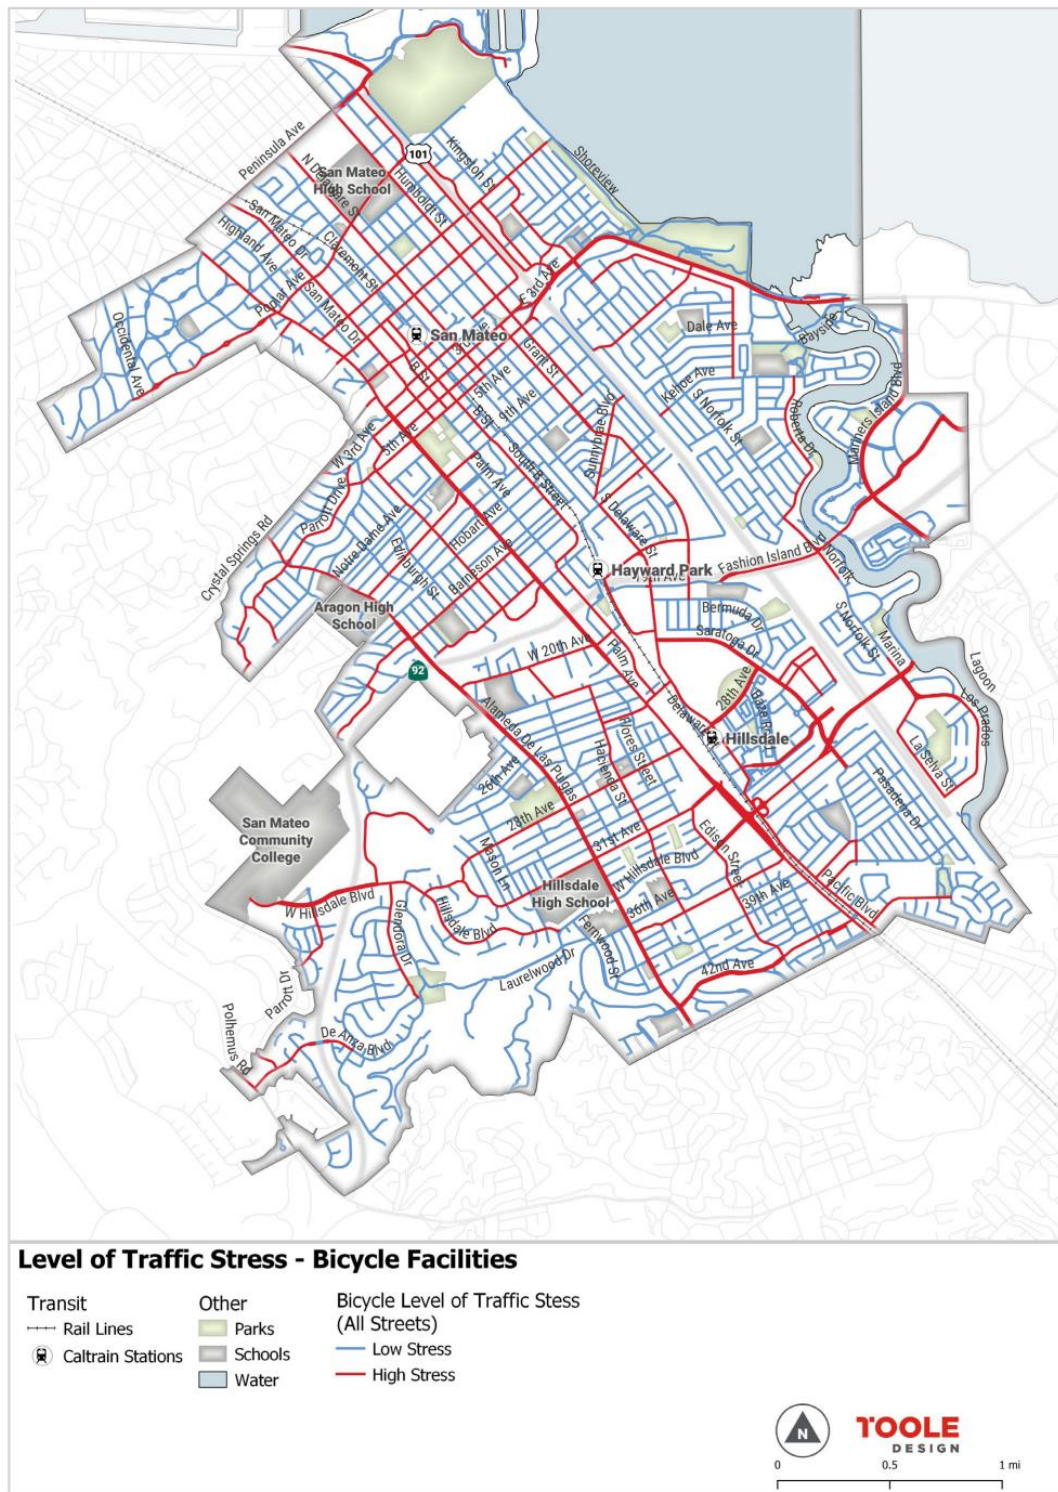 Peninsula Ave
101
Kingston St
Shoreview
San Mateo
High School
N Delaware St
Humboldt St
San Mateo Dr
Highland Ave
Claremont St
Poplar Ave
San Mateo Dr
E 3rd Ave
Occidental Ave
San Mateo
Dale Ave
Bayside
B St
Grant St
5th Ave
9th Ave
B St
Kehoe Ave
S Norfolk St
Sunnybrae Blvd
Roberta Dr
Mariners Island Blvd
W 3rd Ave
5th Ave
Palm Ave
South B Street
Parrott Drive
Notre Dame Ave
Hobart Ave
Edinburgh St
Barneson Ave
S Delaware St
Crystal Springs Rd
Hayward Park
Fashion Island Blvd
Norfolk
Aragon High
School
Bermuda Dr
Saratoga Dr
S Norfolk St
Marina
Lagoon
92
W 20th Ave
Palm Ave
28th Ave
Delaware
Hillsdale
Los Prados
La Selva St
Alameda De Las Pulgas
Flores Street
Hacienda St
26th Ave
28th Ave
Pasadena Dr
San Mateo
Community
College
31st Ave
Mason Ln
Edison Street
W Hillsdale Blvd
Hillsdale
High School
36th Ave
39th Ave
Pacific Blvd
W Hillsdale Blvd
Glendora Dr
Hillsdale Blvd
Fernwood St
Laurelwood Dr
42nd Ave
Parrott Dr
Polhemus Rd
De Anza Blvd
Level of Traffic Stress - Bicycle Facilities
Transit
Rail Lines
Caltrain Stations
Other
Parks
Schools
Water
Bicycle Level of Traffic Stess
(All Streets)
Low Stress
High Stress
N
TOOLE
DESIGN
0 0.5 1 mi